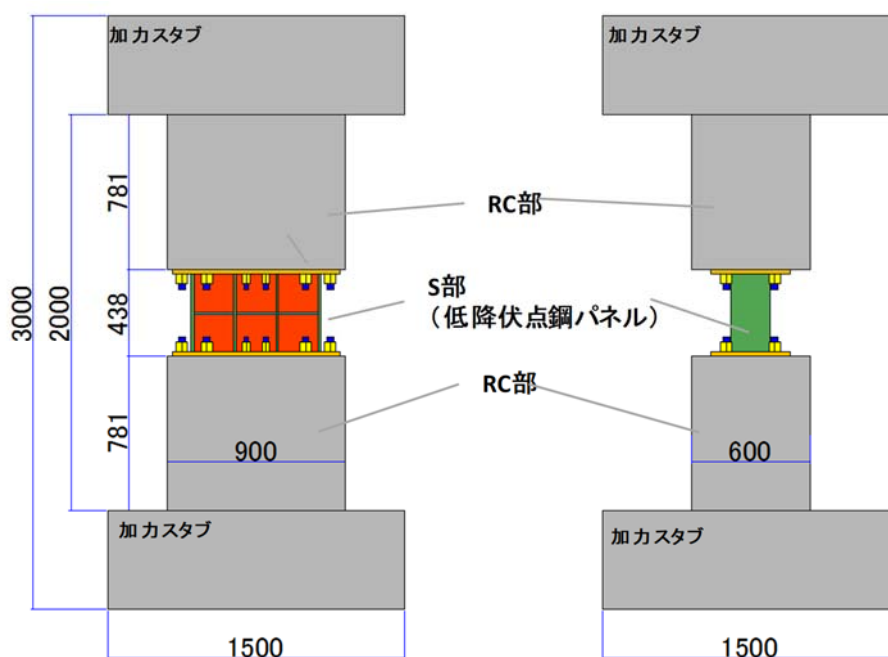 加力スタブ
加力スタブ
781
RC部
3000
2000
438
S部
（低降伏点鋼パネル）
781
RC部
900
600
加力スタブ
加力スタブ
1500
1500